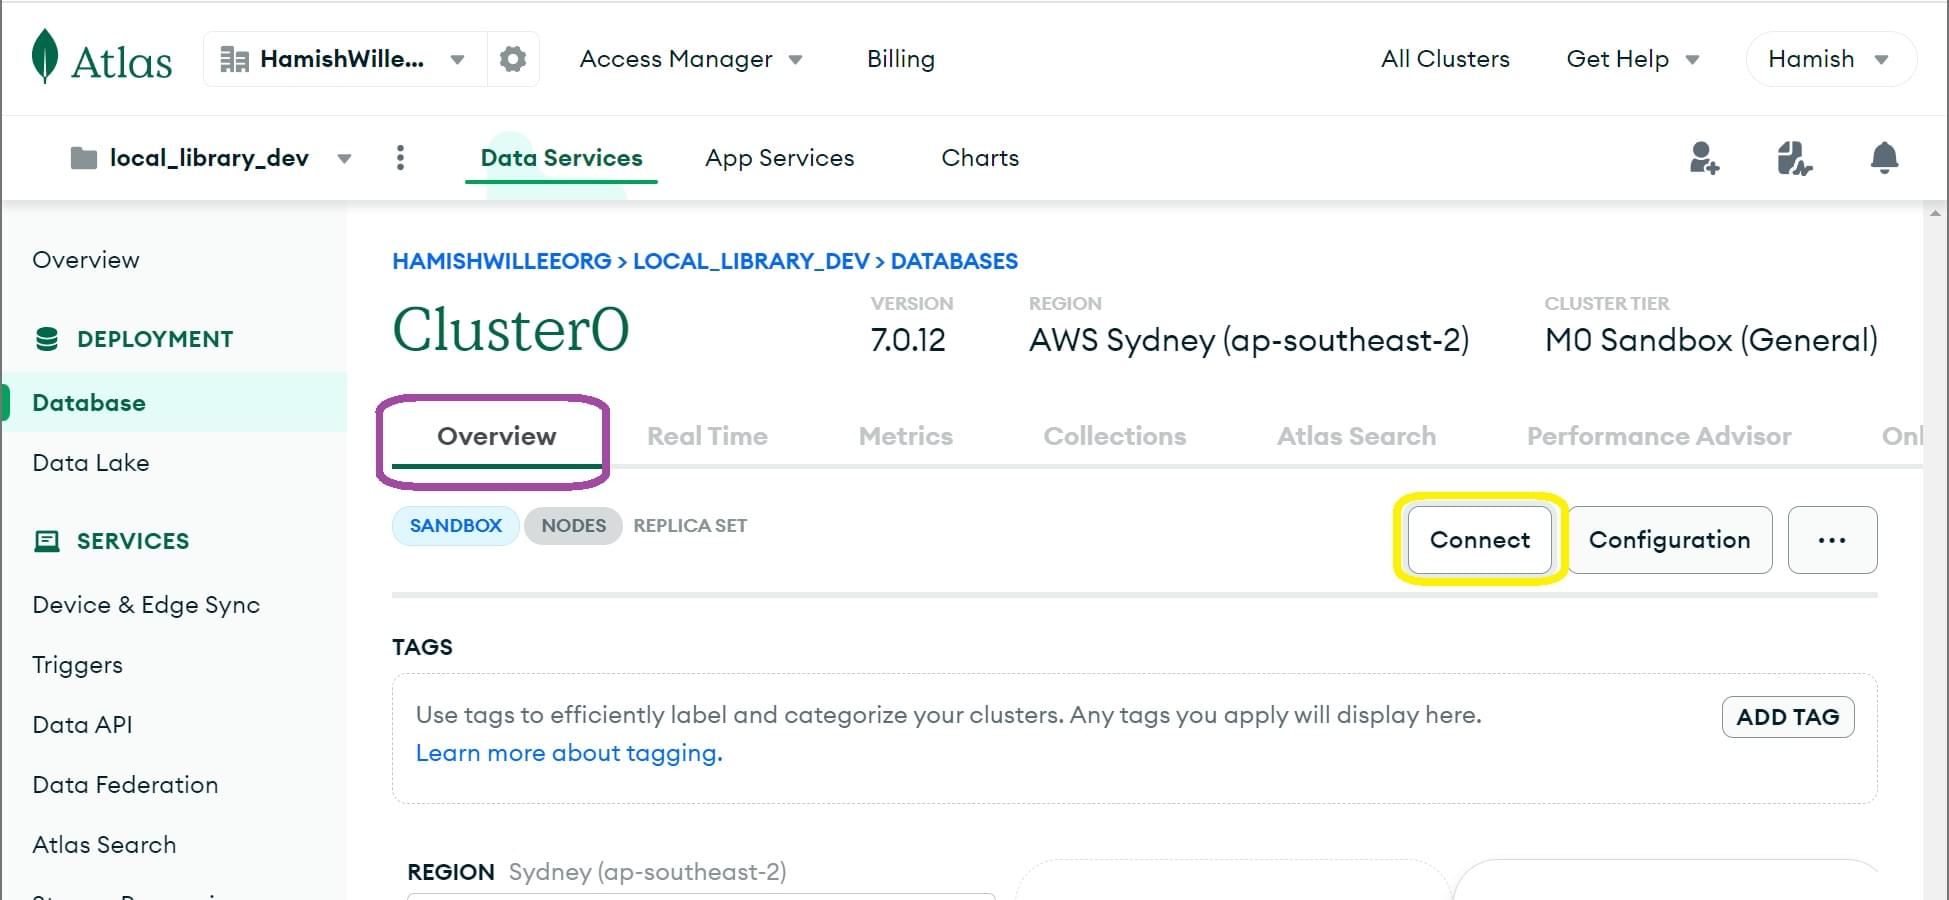 Atlas
HamishWille...
Access Manager
Billing
All Clusters
Get Help
Hamish
local_library_dev
Data Services
App Services
Charts
Overview
DEPLOYMENT
Database
Data Lake
SERVICES
Device & Edge Sync
Triggers
Data API
Data Federation
Atlas Search
HAMISHWILLEEORG > LOCAL_LIBRARY_DEV > DATABASES
Cluster0
VERSION
7.0.12
REGION
AWS Sydney (ap-southeast-2)
CLUSTER TIER
M0 Sandbox (General)
Overview
Real Time
Metrics
Collections
Atlas Search
Performance Advisor
SANDBOX
NODES
REPLICA SET
Connect
Configuration
...
TAGS
Use tags to efficiently label and categorize your clusters. Any tags you apply will display here.
Learn more about tagging.
ADD TAG
REGION Sydney (ap-southeast-2)